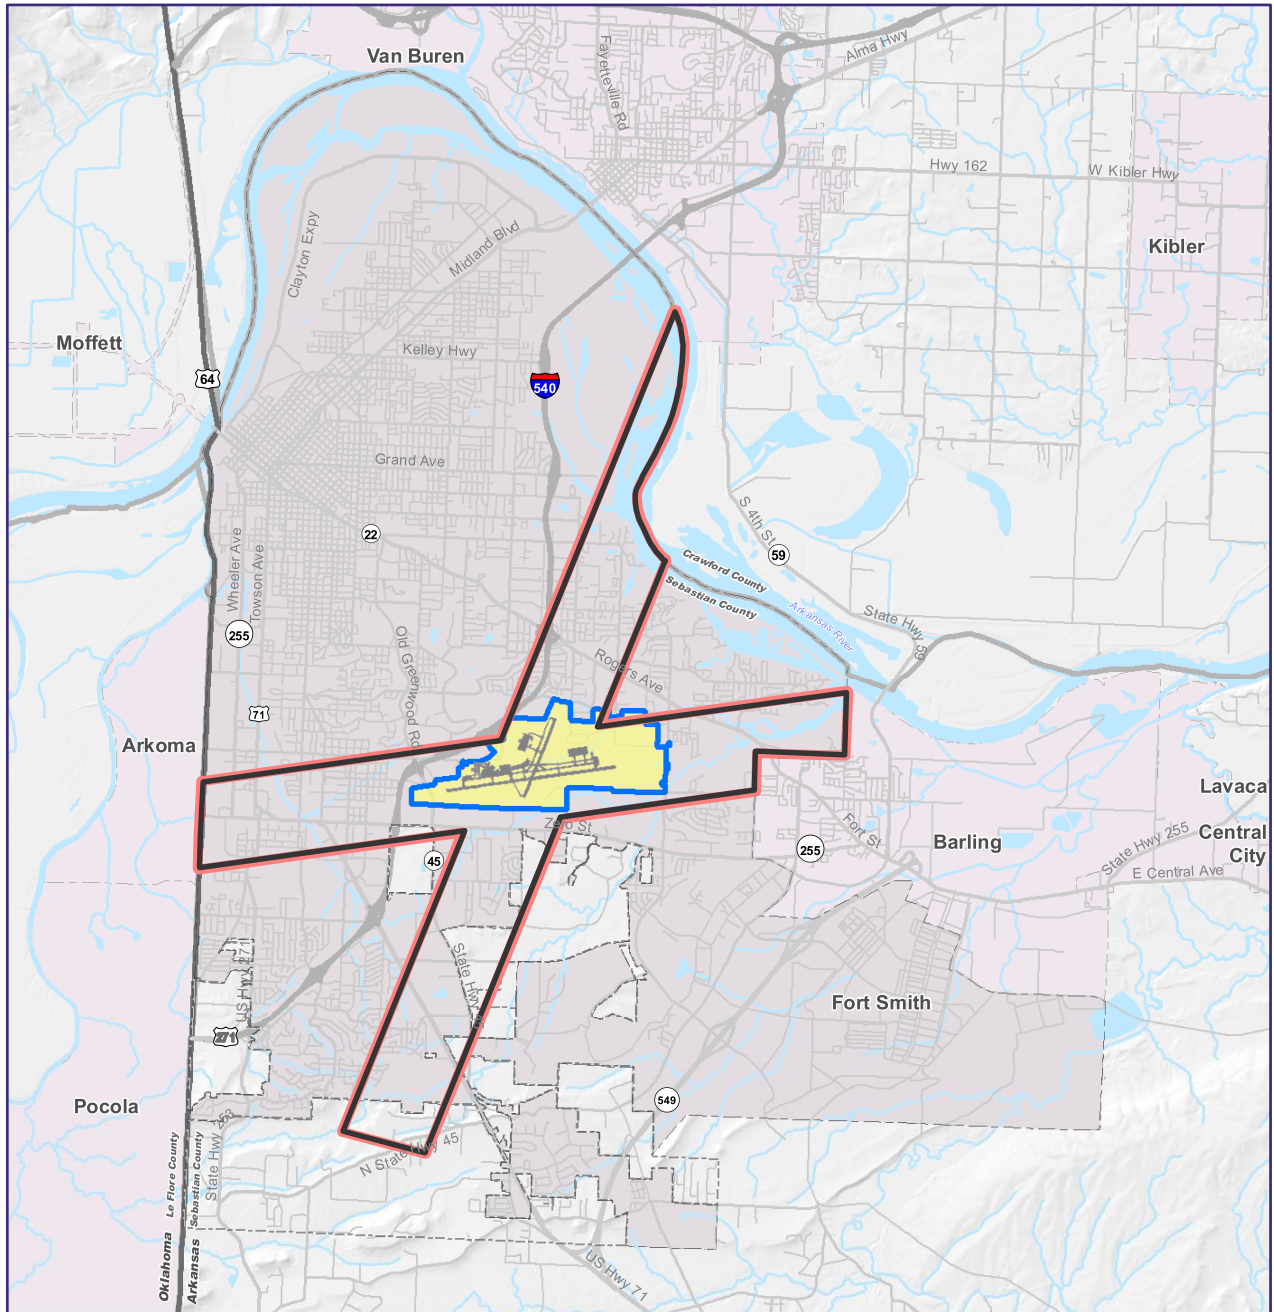 Van Buren
Alma Hwy
Fayetteville Rd
Hwy 162
W Kibler Hwy
Kibler
Clayton Expy
Midland Blvd
Moffett
Kelley Hwy
64
540
Grand Ave
22
S 4th St
59
Crawford County
Sebastian County
Arkansas River
State Hwy 59
Wheeler Ave
Towson Ave
255
Old Greenwood Rd
Rogers Ave
71
Arkoma
Lavaca
Zero St
Fort St
255
Barling
State Hwy 255
Central
City
E Central Ave
45
State Hwy
US Hwy 271
Fort Smith
271
Pocola
549
State Hwy 253
N State Hwy 45
Le Flore County
Sebastian County
Oklahoma
Arkansas
US Hwy 71